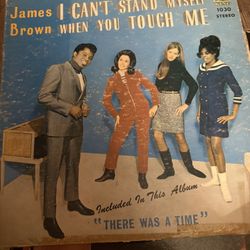 James I CAN'T STAND MYSELF
Brown WHEN YOU TOUCH ME
1030
STEREO
Included In This Album
"THERE WAS A TIME"